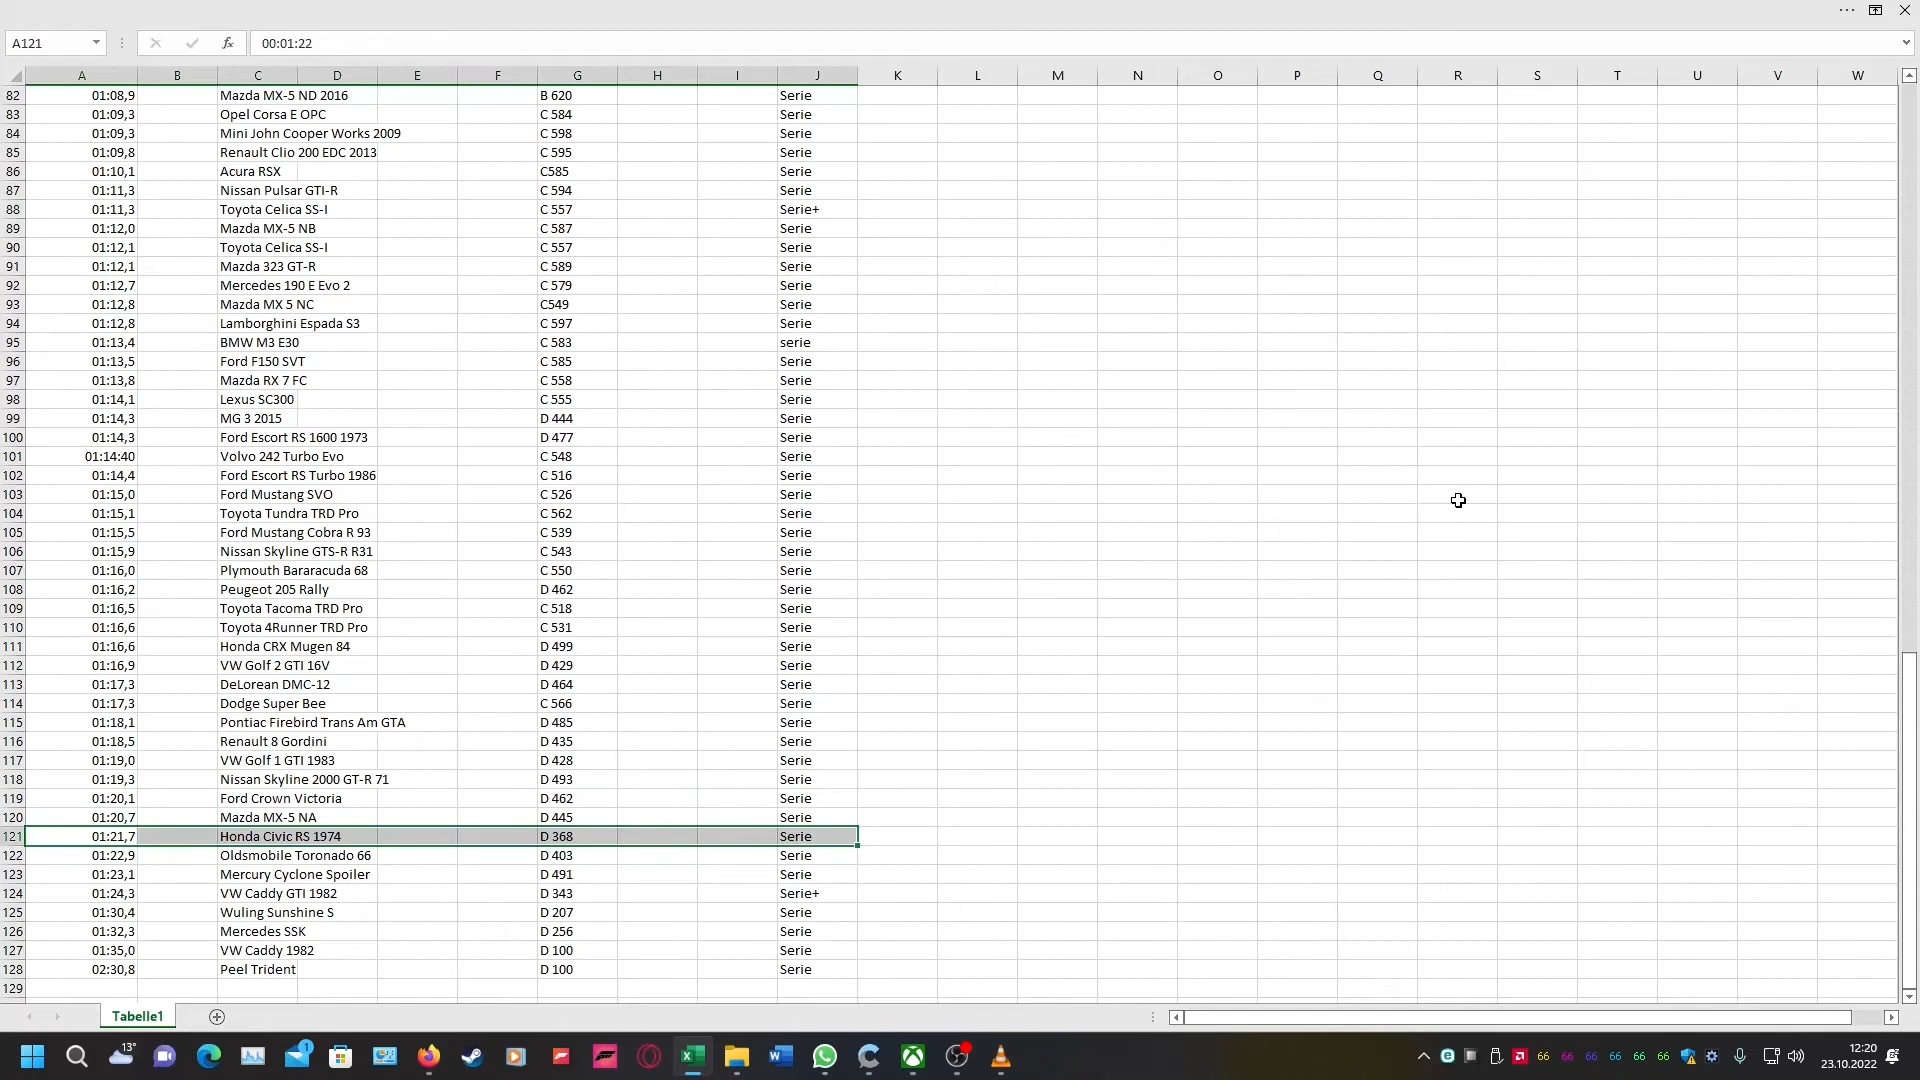 A121 fx 00:01:22
A B C D E F G H I J K L M N O P Q R S T U V W
82 01:08,9 Mazda MX-5 ND 2016 B 620 Serie
83 01:09,3 Opel Corsa E OPC C 584 Serie
84 01:09,3 Mini John Cooper Works 2009 C 598 Serie
85 01:09,8 Renault Clio 200 EDC 2013 C 595 Serie
86 01:10,1 Acura RSX C585 Serie
87 01:11,3 Nissan Pulsar GTI-R C 594 Serie
88 01:11,3 Toyota Celica SS-I C 557 Serie+
89 01:12,0 Mazda MX-5 NB C 587 Serie
90 01:12,1 Toyota Celica SS-I C 557 Serie
91 01:12,1 Mazda 323 GT-R C 589 Serie
92 01:12,7 Mercedes 190 E Evo 2 C 579 Serie
93 01:12,8 Mazda MX 5 NC C549 Serie
94 01:12,8 Lamborghini Espada S3 C 597 Serie
95 01:13,4 BMW M3 E30 C 583 serie
96 01:13,5 Ford F150 SVT C 585 Serie
97 01:13,8 Mazda RX 7 FC C 558 Serie
98 01:14,1 Lexus SC300 C 555 Serie
99 01:14,3 MG 3 2015 D 444 Serie
100 01:14,3 Ford Escort RS 1600 1973 D 477 Serie
101 01:14:40 Volvo 242 Turbo Evo C 548 Serie
102 01:14,4 Ford Escort RS Turbo 1986 C 516 Serie
103 01:15,0 Ford Mustang SVO C 526 Serie
104 01:15,1 Toyota Tundra TRD Pro C 562 Serie
105 01:15,5 Ford Mustang Cobra R 93 C 539 Serie
106 01:15,9 Nissan Skyline GTS-R R31 C 543 Serie
107 01:16,0 Plymouth Bararacuda 68 C 550 Serie
108 01:16,2 Peugeot 205 Rally D 462 Serie
109 01:16,5 Toyota Tacoma TRD Pro C 518 Serie
110 01:16,6 Toyota 4Runner TRD Pro C 531 Serie
111 01:16,6 Honda CRX Mugen 84 D 499 Serie
112 01:16,9 VW Golf 2 GTI 16V D 429 Serie
113 01:17,3 DeLorean DMC-12 D 464 Serie
114 01:17,3 Dodge Super Bee C 566 Serie
115 01:18,1 Pontiac Firebird Trans Am GTA D 485 Serie
116 01:18,5 Renault 8 Gordini D 435 Serie
117 01:19,0 VW Golf 1 GTI 1983 D 428 Serie
118 01:19,3 Nissan Skyline 2000 GT-R 71 D 493 Serie
119 01:20,1 Ford Crown Victoria D 462 Serie
120 01:20,7 Mazda MX-5 NA D 445 Serie
121 01:21,7 Honda Civic RS 1974 D 368 Serie
122 01:22,9 Oldsmobile Toronado 66 D 403 Serie
123 01:23,1 Mercury Cyclone Spoiler D 491 Serie
124 01:24,3 VW Caddy GTI 1982 D 343 Serie+
125 01:30,4 Wuling Sunshine S D 207 Serie
126 01:32,3 Mercedes SSK D 256 Serie
127 01:35,0 VW Caddy 1982 D 100 Serie
128 02:30,8 Peel Trident D 100 Serie
129
Tabelle1
13° 1 66 66 66 66 66 66 12:20
23.10.2022